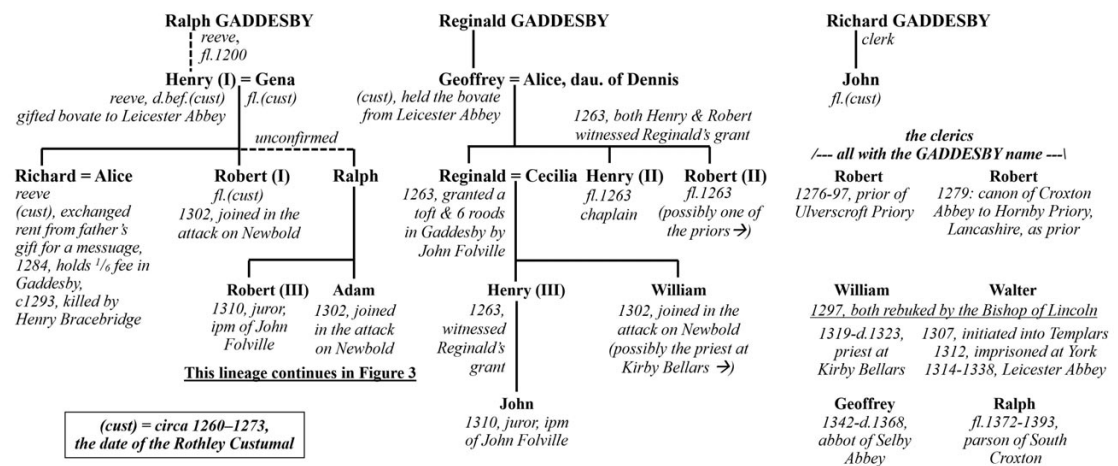 Ralph GADDESBY
reeve,
fl.1200
Henry (I) = Gena
reeve, d.bef.(cust)
fl.(cust)
gifted bovate to Leicester Abbey
unconfirmed
Richard = Alice
reeve
(cust), exchanged
rent from father's
gift for a message,
1284, holds 1/6 fee in
Gaddesby,
c1293, killed by
Henry Bracebridge
Robert (I)
fl.(cust)
1302, joined in the
attack on Newbold
Ralph
Robert (III)
1310, juror,
ipm of John
Folville
Adam
1302, joined
in the attack
on Newbold
This lineage continues in Figure 3
(cust) = circa 1260–1273,
the date of the Rothley Custumal
Reginald GADDESBY
Geoffrey = Alice, dau. of Dennis
(cust), held the bovate
from Leicester Abbey
1263, both Henry & Robert
witnessed Reginald's grant
Reginald = Cecilia
1263, granted a
toft & 6 roods
in Gaddesby by
John Folville
Henry (II)
fl.1263
chaplain
Robert (II)
fl.1263
(possibly one of
the priors →)
Henry (III)
1263,
witnessed
Reginald's
grant
William
1302, joined in the
attack on Newbold
(possibly the priest at
Kirby Bellars →)
John
1310, juror, ipm
of John Folville
Richard GADDESBY
clerk
John
fl.(cust)
the clerics
/--- all with the GADDESBY name ---\
Robert
1276-97, prior of
Ulverscroft Priory
Robert
1279: canon of Croxton
Abbey to Hornby Priory,
Lancashire, as prior
William
Walter
1297, both rebuked by the Bishop of Lincoln
1319-d.1323,
priest at
Kirby Bellars
1307, initiated into Templars
1312, imprisoned at York
1314-1338, Leicester Abbey
Geoffrey
1342-d.1368,
abbot of Selby
Abbey
Ralph
fl.1372-1393,
parson of South
Croxton